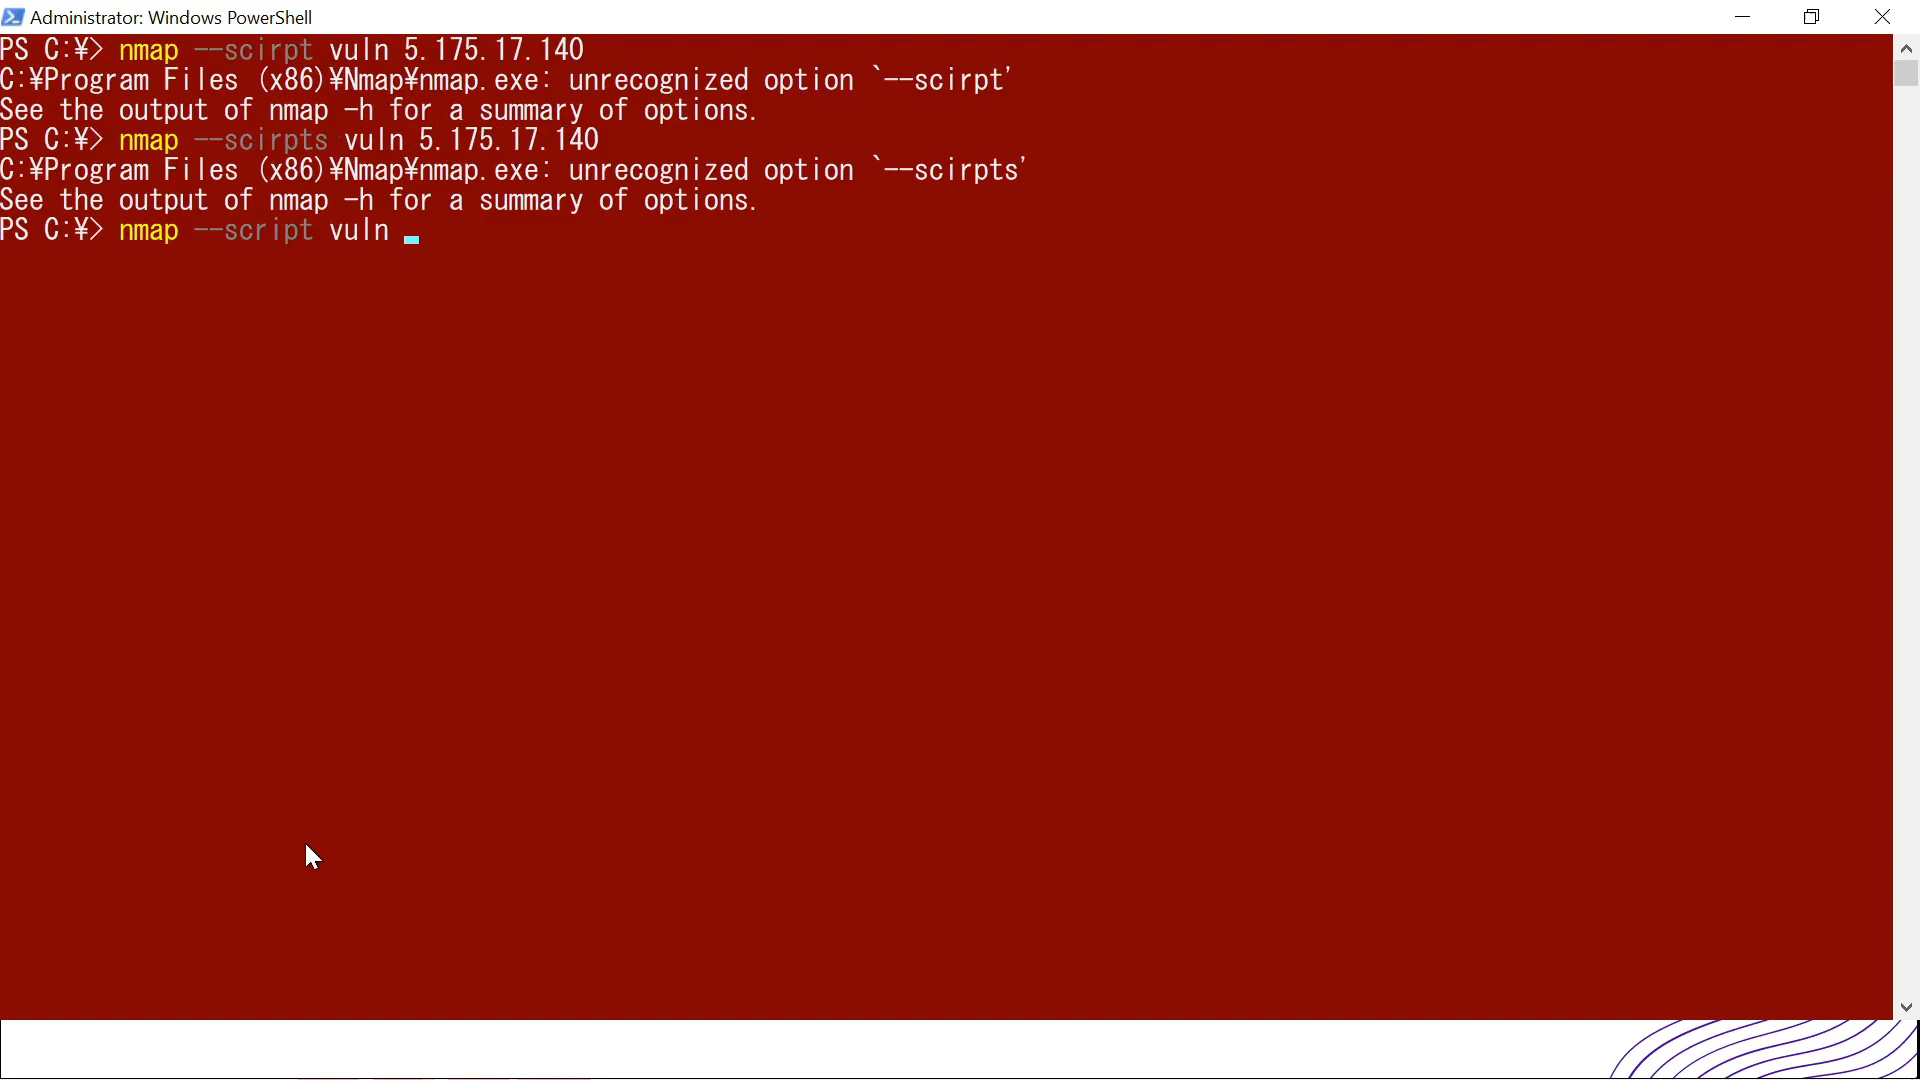 Administrator: Windows PowerShell
PS C:¥> nmap --scirpt vuln 5.175.17.140
C:¥Program Files (x86)¥Nmap¥nmap.exe: unrecognized option `--scirpt'
See the output of nmap -h for a summary of options.
PS C:¥> nmap --scirpts vuln 5.175.17.140
C:¥Program Files (x86)¥Nmap¥nmap.exe: unrecognized option `--scirpts'
See the output of nmap -h for a summary of options.
PS C:¥> nmap --script vuln